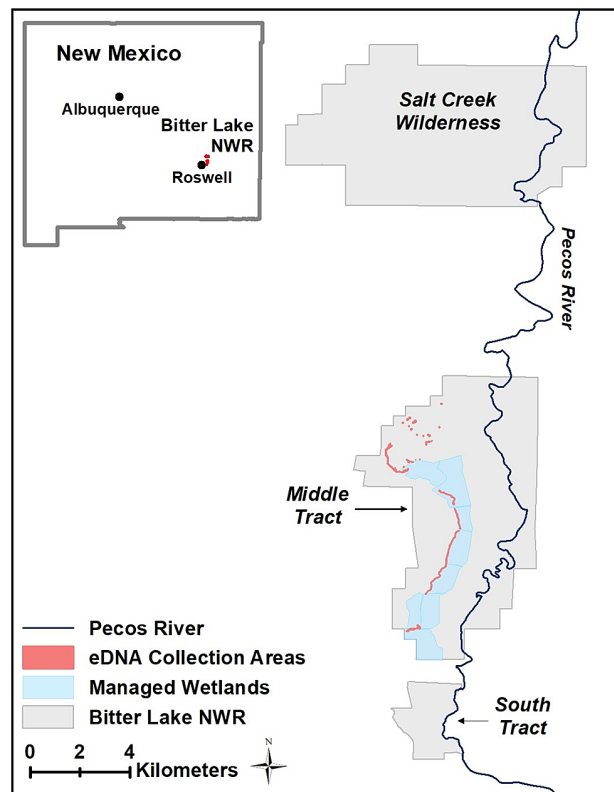 New Mexico
Albuquerque
Bitter Lake
NWR
Roswell
Salt Creek
Wilderness
Pecos River
Middle
Tract
South
Tract
Pecos River
eDNA Collection Areas
Managed Wetlands
Bitter Lake NWR
0 2 4
Kilometers
N